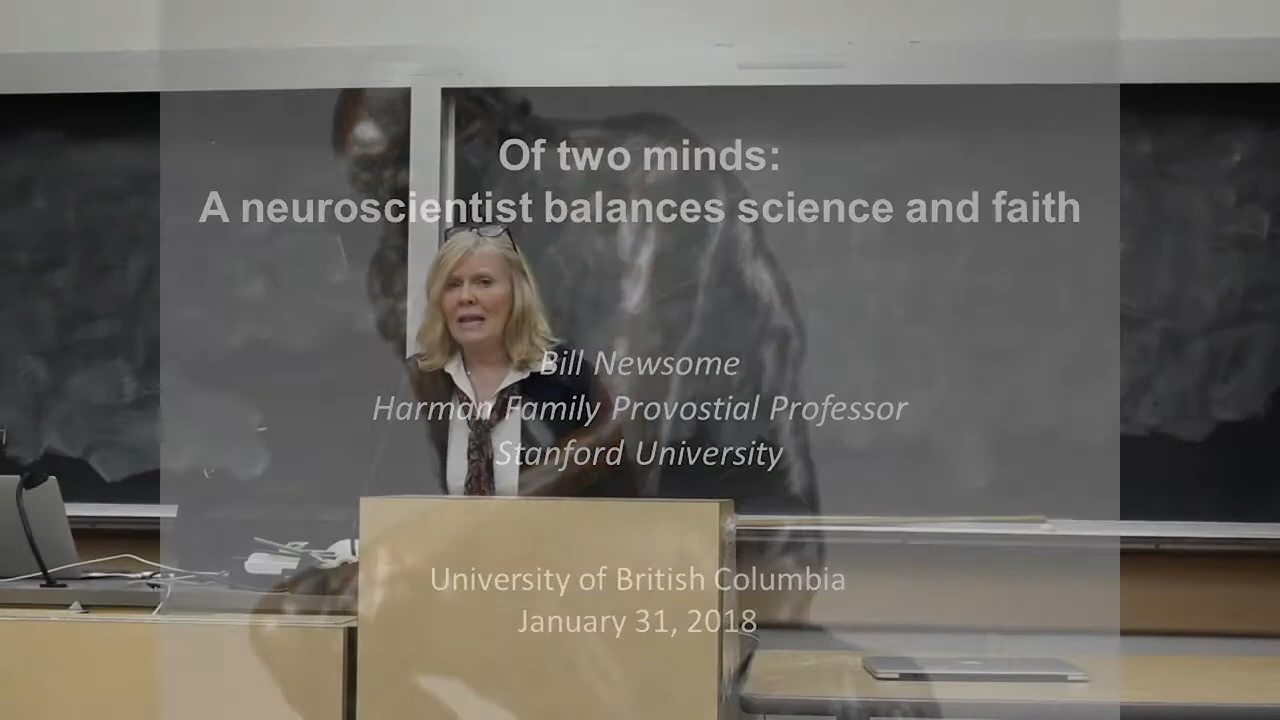 Of two minds:
A neuroscientist balances science and faith
Bill Newsome
Harman Family Provostial Professor
Stanford University
University of British Columbia
January 31, 2018